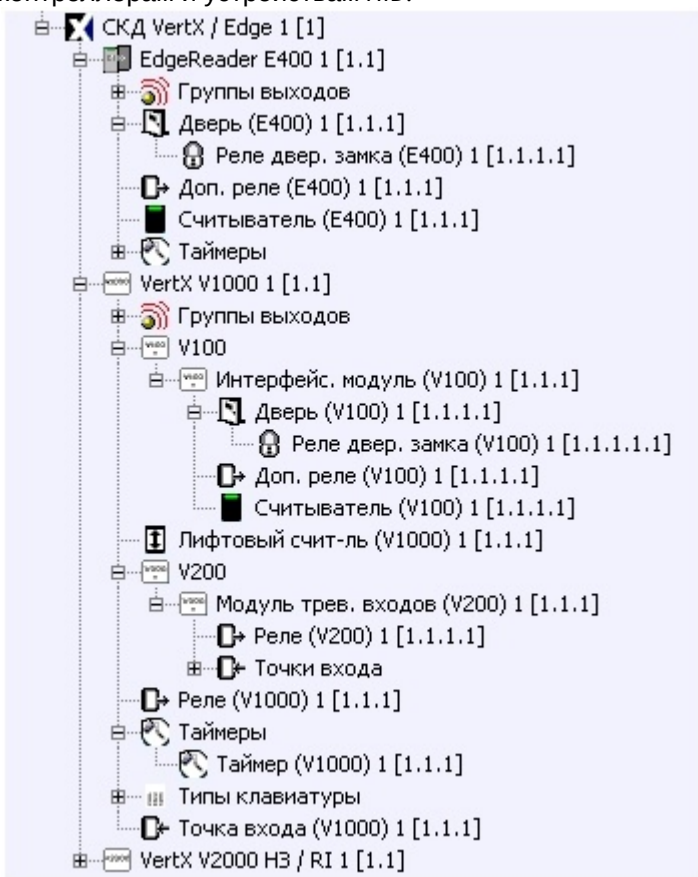 контроллерам и устройствам HID.
СКД VertX / Edge 1 [1]
EdgeReader E400 1 [1.1]
Группы выходов
Дверь (E400) 1 [1.1.1]
Реле двер. замка (E400) 1 [1.1.1.1]
Доп. реле (E400) 1 [1.1.1]
Считыватель (E400) 1 [1.1.1]
Таймеры
VertX V1000 1 [1.1]
Группы выходов
V100
Интерфейс. модуль (V100) 1 [1.1.1]
Дверь (V100) 1 [1.1.1.1]
Реле двер. замка (V100) 1 [1.1.1.1.1]
Доп. реле (V100) 1 [1.1.1.1]
Считыватель (V100) 1 [1.1.1.1]
Лифтовый счит-ль (V1000) 1 [1.1.1]
V200
Модуль трев. входов (V200) 1 [1.1.1]
Реле (V200) 1 [1.1.1.1]
Точки входа
Реле (V1000) 1 [1.1.1]
Таймеры
Таймер (V1000) 1 [1.1.1]
Типы клавиатуры
Точка входа (V1000) 1 [1.1.1]
VertX V2000 НЗ / RI 1 [1.1]